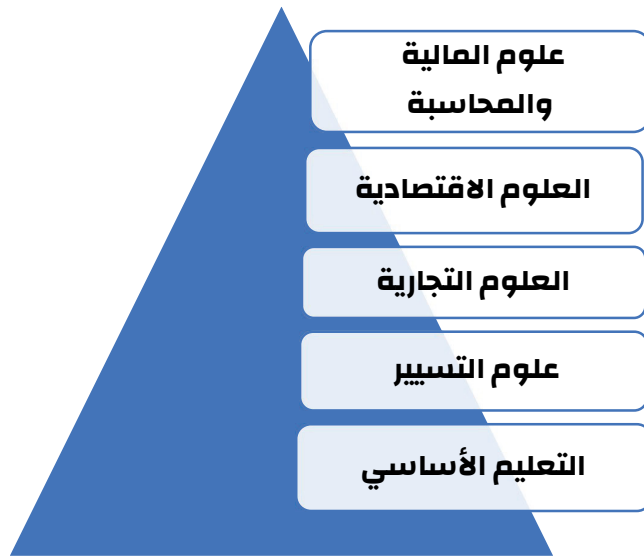 علوم المالية
والمحاسبة
العلوم الاقتصادية
العلوم التجارية
علوم التسيير
التعليم الأساسي